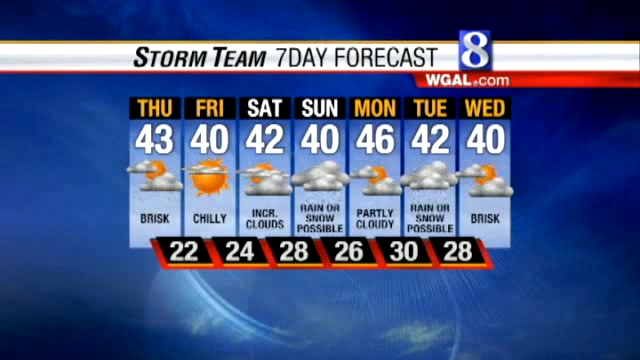 STORM TEAM 7DAY FORECAST 8
WGAL.com
THU FRI SAT SUN MON TUE WED
43 40 42 40 46 42 40
BRISK CHILLY INCR. CLOUDS RAIN OR SNOW POSSIBLE PARTLY CLOUDY RAIN OR SNOW POSSIBLE BRISK
22 24 28 26 30 28